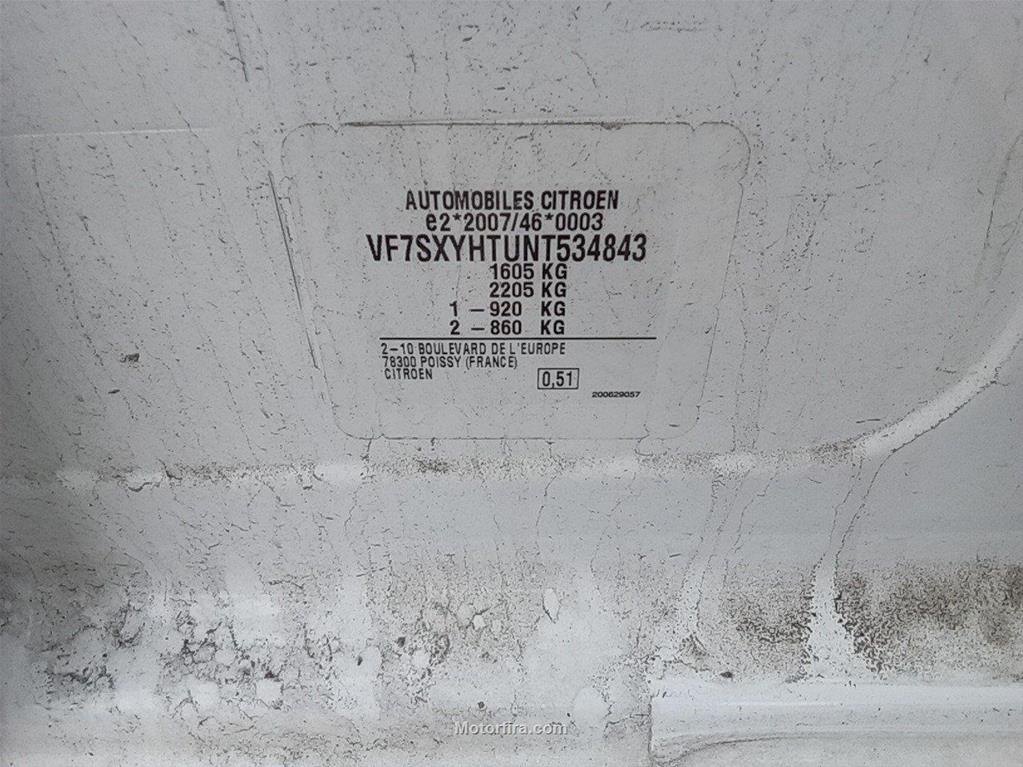 AUTOMOBILES CITROEN
e2*2007/46*0003
VF7SXYHTUNT534843
1605 KG
2205 KG
1 -920 KG
2 -860 KG
2-10 BOULEVARD DE L'EUROPE
78300 POISSY (FRANCE)
CITROEN
0,51
200629057
Motorfira.com